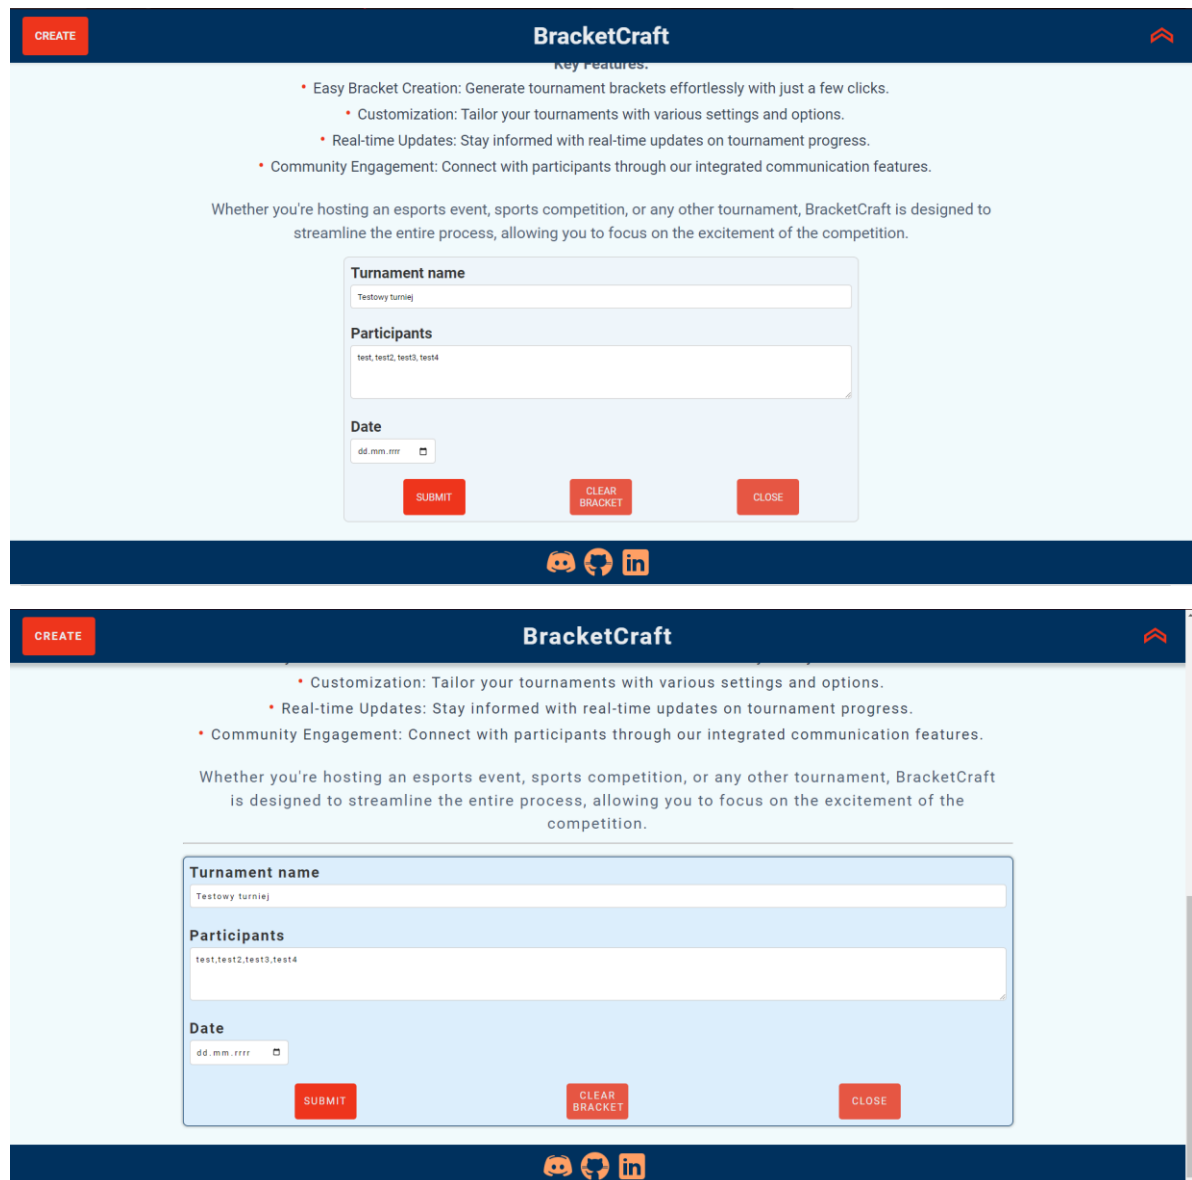 CREATE
BracketCraft
Key Features:
• Easy Bracket Creation: Generate tournament brackets effortlessly with just a few clicks.
• Customization: Tailor your tournaments with various settings and options.
• Real-time Updates: Stay informed with real-time updates on tournament progress.
• Community Engagement: Connect with participants through our integrated communication features.
Whether you're hosting an esports event, sports competition, or any other tournament, BracketCraft is designed to
streamline the entire process, allowing you to focus on the excitement of the competition.
Turnament name
Testowy turniej
Participants
test, test2, test3, test4
Date
dd.mm.rrrr
SUBMIT
CLEAR
BRACKET
CLOSE
in
CREATE
BracketCraft
• Customization: Tailor your tournaments with various settings and options.
• Real-time Updates: Stay informed with real-time updates on tournament progress.
• Community Engagement: Connect with participants through our integrated communication features.
Whether you're hosting an esports event, sports competition, or any other tournament, BracketCraft
is designed to streamline the entire process, allowing you to focus on the excitement of the
competition.
Turnament name
Testowy turniej
Participants
test,test2,test3,test4
Date
dd.mm.rrrr
SUBMIT
CLEAR
BRACKET
CLOSE
in